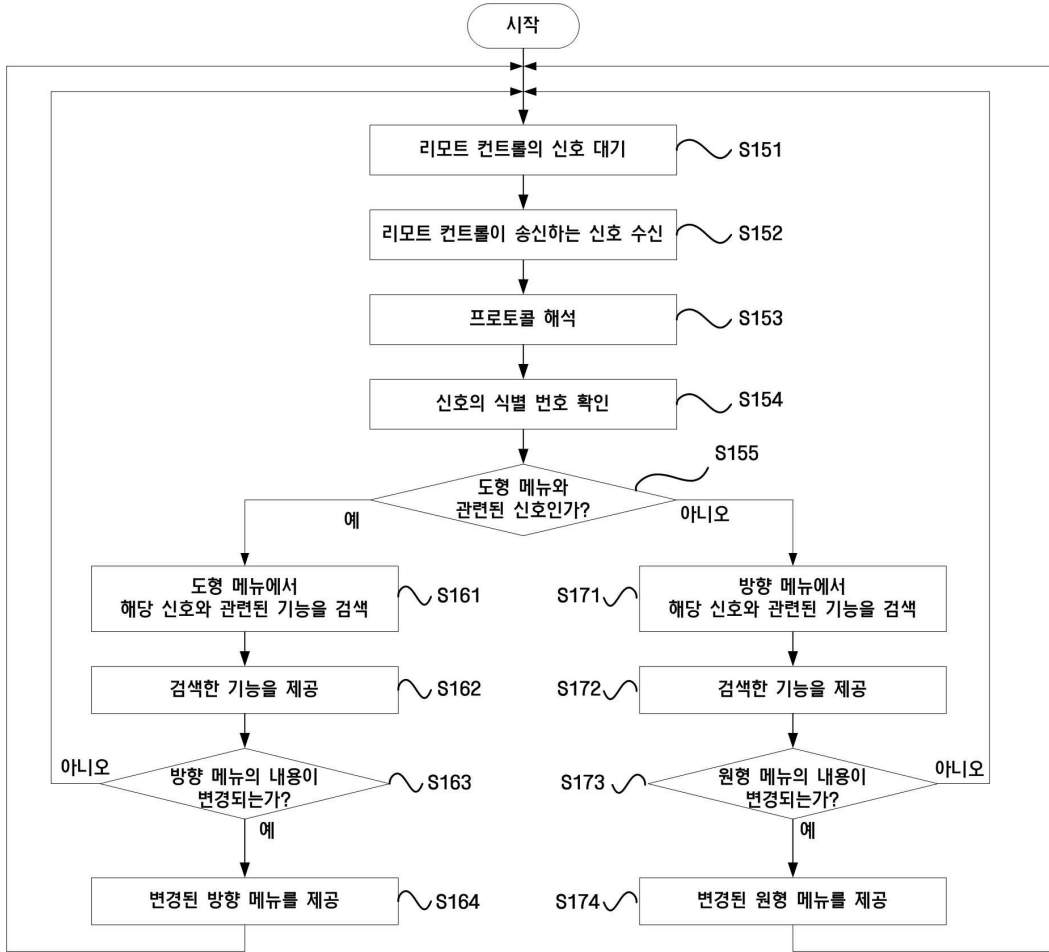 시작
리모트 컨트롤의 신호 대기
S151
리모트 컨트롤이 송신하는 신호 수신
S152
프로토콜 해석
S153
신호의 식별 번호 확인
S154
S155
도형 메뉴와
관련된 신호인가?
예
아니오
도형 메뉴에서
해당 신호와 관련된 기능을 검색
S161
S171
방향 메뉴에서
해당 신호와 관련된 기능을 검색
검색한 기능을 제공
S162
S172
검색한 기능을 제공
아니오
방향 메뉴의 내용이
변경되는가?
S163
S173
원형 메뉴의 내용이
변경되는가?
아니오
예
예
변경된 방향 메뉴를 제공
S164
S174
변경된 원형 메뉴를 제공